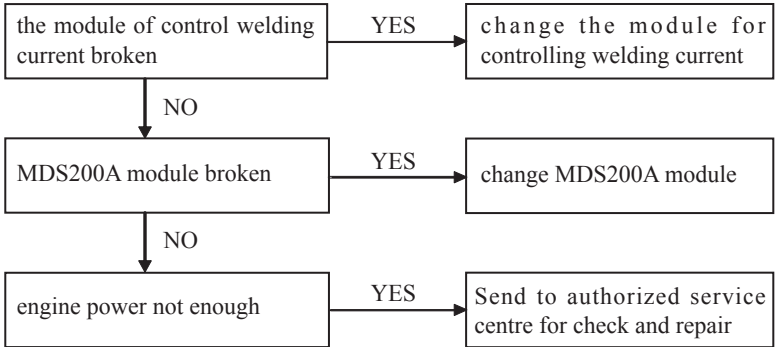 the module of control welding
current broken
YES
change the module for
controlling welding current
NO
MDS200A module broken
YES
change MDS200A module
NO
engine power not enough
YES
Send to authorized service
centre for check and repair